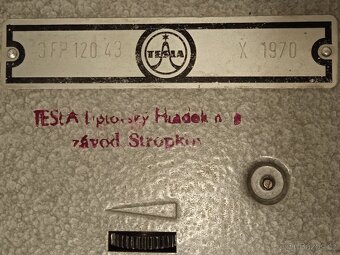 3 FP 120 43 TESLA X 1970
TESLA Liptovský Hrádok n. p.
závod Stropkov